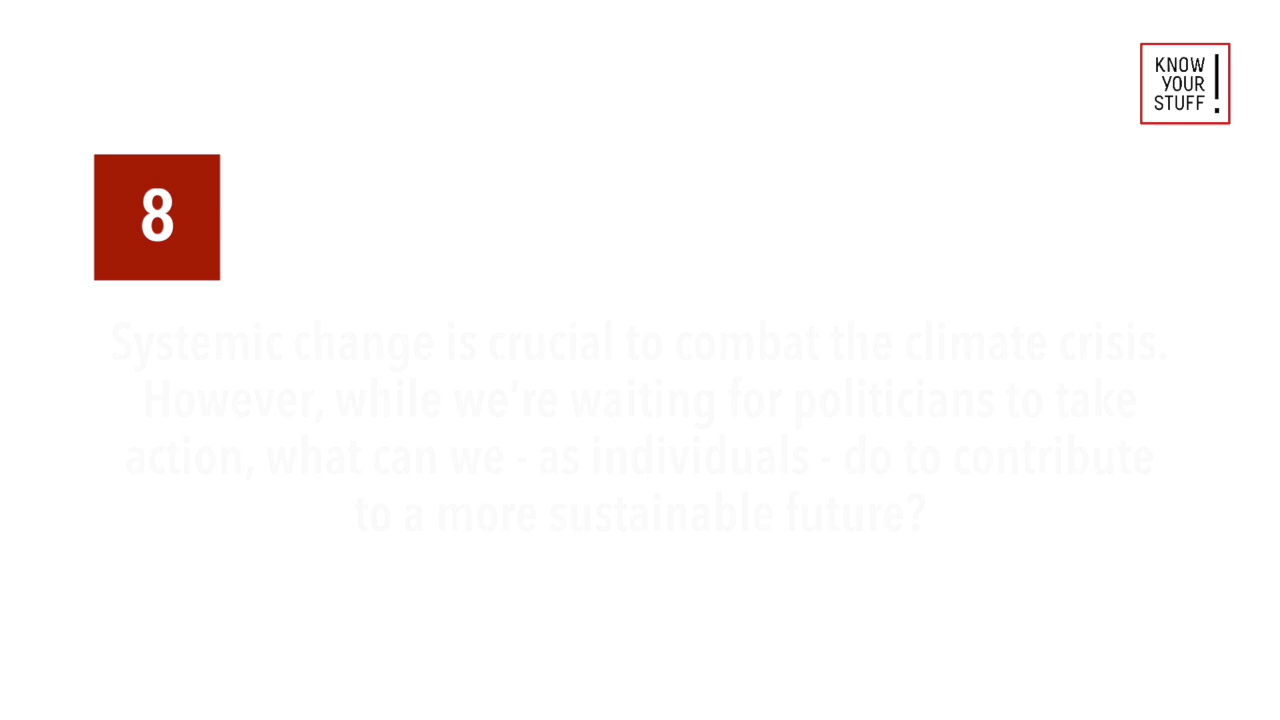 KNOW
YOUR
STUFF!
8
Systemic change is crucial to combat the climate crisis.
However, while we're waiting for politicians to take
action, what can we - as individuals - do to contribute
to a more sustainable future?